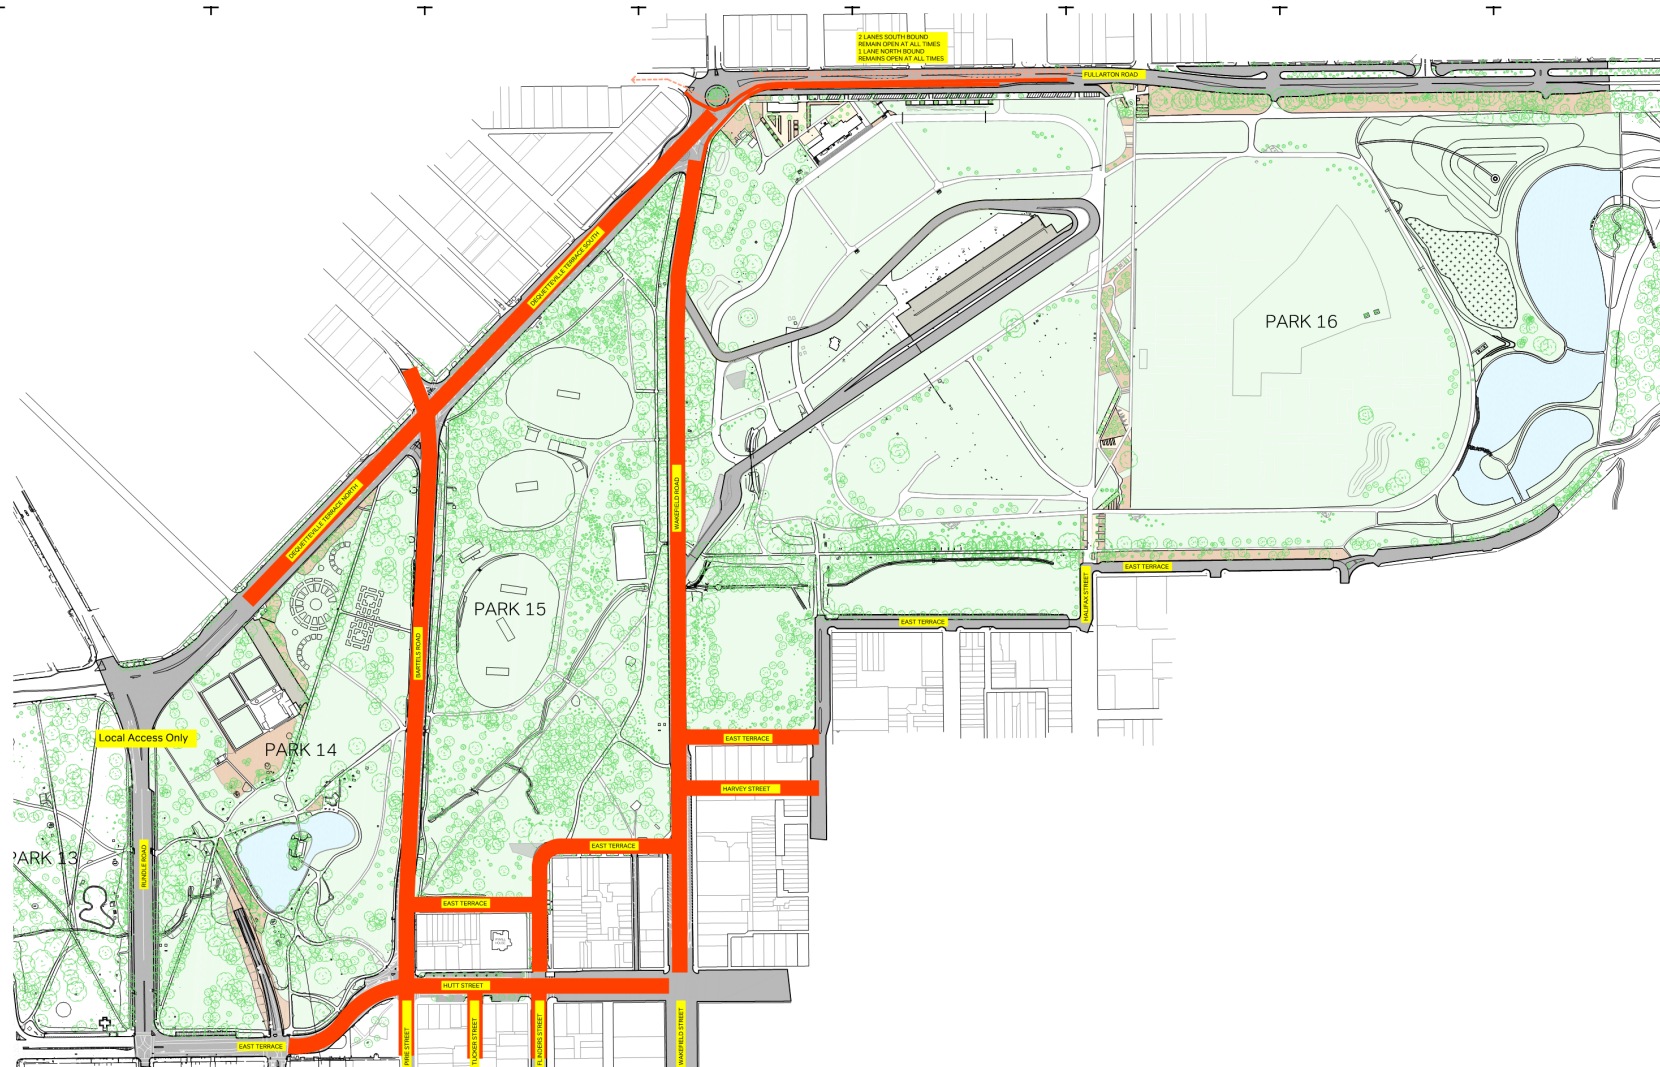 2 LANES SOUTH BOUND
REMAIN OPEN AT ALL TIMES
1 LANE NORTH BOUND
REMAINS OPEN AT ALL TIMES
FULLARTON ROAD
DEQUETTEVILLE TERRACE SOUTH
PARK 16
DEQUETTEVILLE TERRACE NORTH
WAKEFIELD ROAD
EAST TERRACE
HALIFAX STREET
PARK 15
EAST TERRACE
BARTELS ROAD
Local Access Only
EAST TERRACE
PARK 14
HARVEY STREET
EAST TERRACE
PARK 13
RUNDLE ROAD
EAST TERRACE
HUTT STREET
EAST TERRACE
PIRIE STREET
TUCKER STREET
FLINDERS STREET
WAKEFIELD STREET